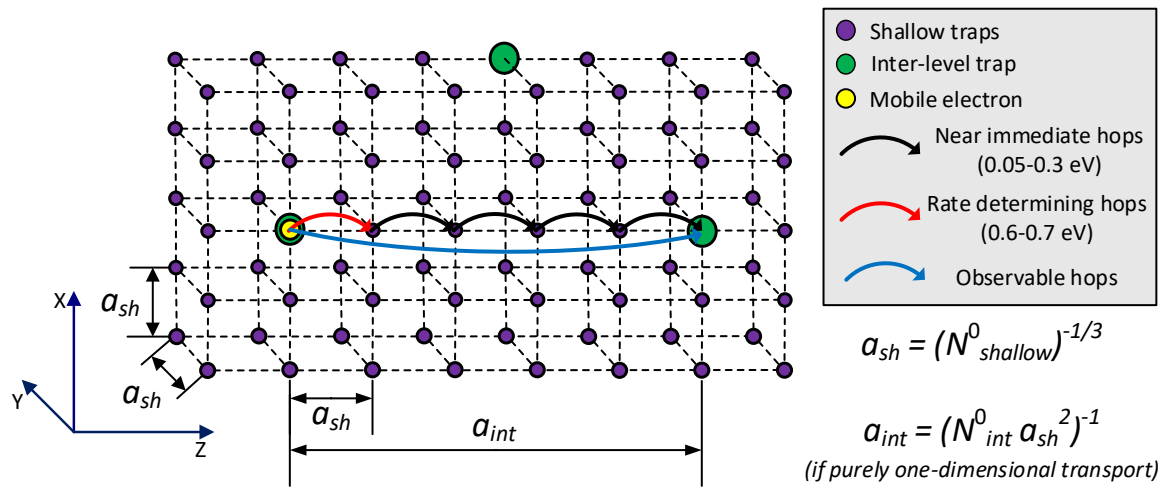 Shallow traps
Inter-level trap
Mobile electron
Near immediate hops
(0.05-0.3 eV)
Rate determining hops
(0.6-0.7 eV)
Observable hops
X
Y
Z
a_sh
a_sh
a_sh
a_int
a_sh = (N^0_shallow)^-1/3
a_int = (N^0_int a_sh^2)^-1
(if purely one-dimensional transport)